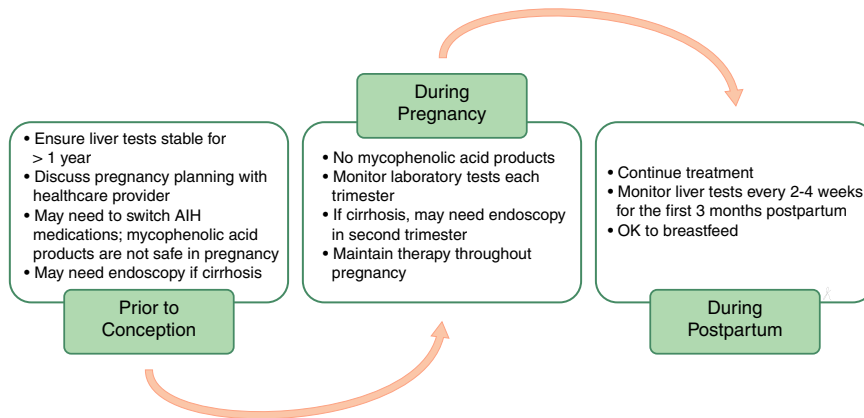 • Ensure liver tests stable for
> 1 year
• Discuss pregnancy planning with
healthcare provider
• May need to switch AIH
medications; mycophenolic acid
products are not safe in pregnancy
• May need endoscopy if cirrhosis
Prior to
Conception
During
Pregnancy
• No mycophenolic acid products
• Monitor laboratory tests each
trimester
• If cirrhosis, may need endoscopy
in second trimester
• Maintain therapy throughout
pregnancy
• Continue treatment
• Monitor liver tests every 2-4 weeks
for the first 3 months postpartum
• OK to breastfeed
During
Postpartum